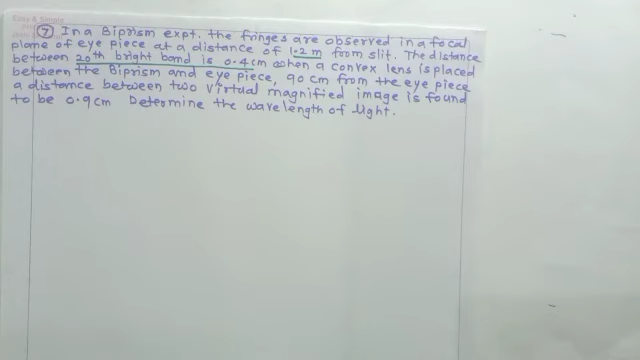 ⑦ In a Biprism expt. the fringes are observed in a focal
plane of eye piece at a distance of 1.2 m from slit. The distance
between 20th bright band is 0.4 cm when a convex lens is placed
between the Biprism and eye piece, 90 cm from the eye piece
a distance between two virtual magnified image is found
to be 0.9 cm Determine the wavelength of light.